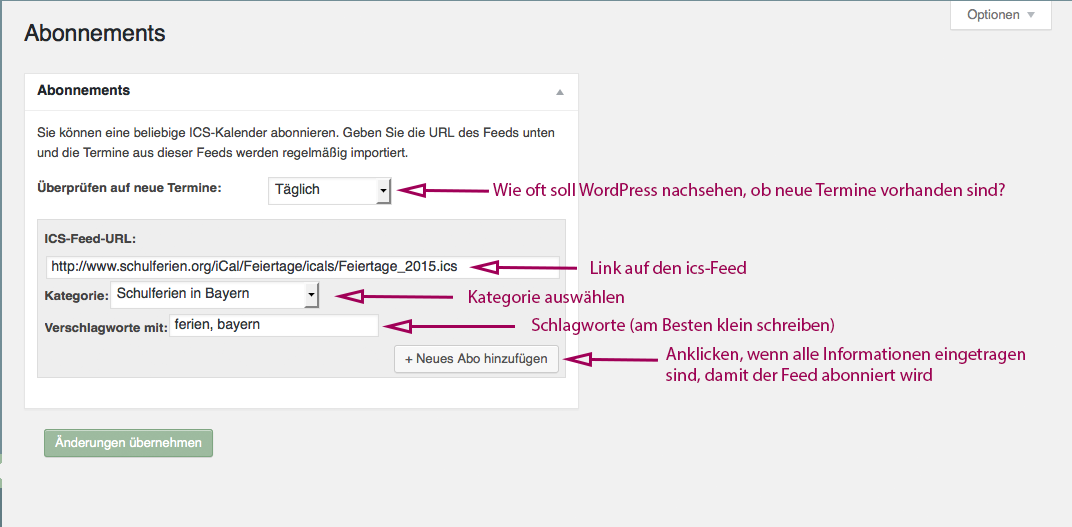 Optionen
Abonnements
Abonnements
Sie können eine beliebige ICS-Kalender abonnieren. Geben Sie die URL des Feeds unten
und die Termine aus dieser Feeds werden regelmäßig importiert.
Überprüfen auf neue Termine: Täglich Wie oft soll WordPress nachsehen, ob neue Termine vorhanden sind?
ICS-Feed-URL:
http://www.schulferien.org/iCal/Feiertage/icals/Feiertage_2015.ics Link auf den ics-Feed
Kategorie: Schulferien in Bayern Kategorie auswählen
Verschlagworte mit: ferien, bayern Schlagworte (am Besten klein schreiben)
+ Neues Abo hinzufügen Anklicken, wenn alle Informationen eingetragen
sind, damit der Feed abonniert wird
Änderungen übernehmen